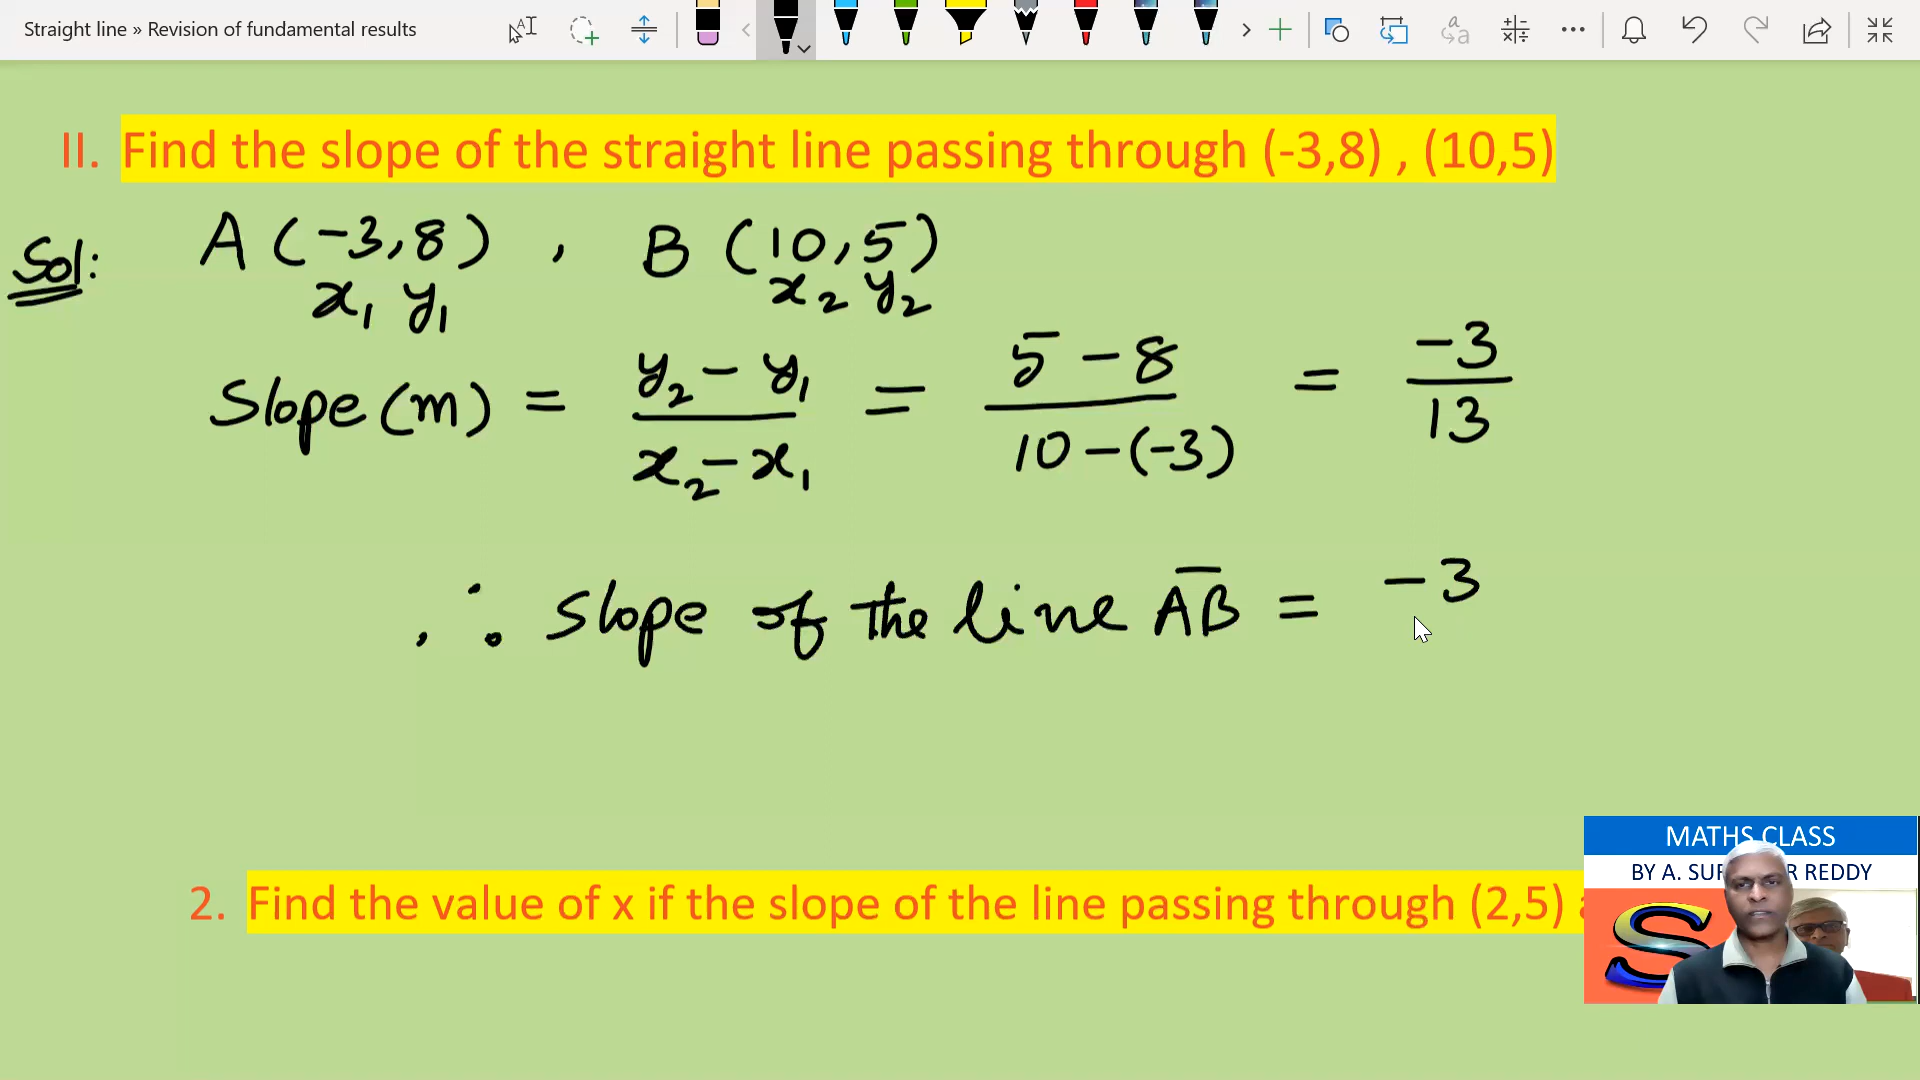 Straight line » Revision of fundamental results
II. Find the slope of the straight line passing through (-3,8) , (10,5)
Sol: A (-3,8) , B (10,5)
x₁ y₁ x₂ y₂
Slope(m) = y₂-y₁/x₂-x₁ = 5-8/10-(-3) = -3/13
∴ slope of the line A̅B̅ = -3
MATHS CLASS
BY A. SUR R REDDY
2. Find the value of x if the slope of the line passing through (2,5)
S